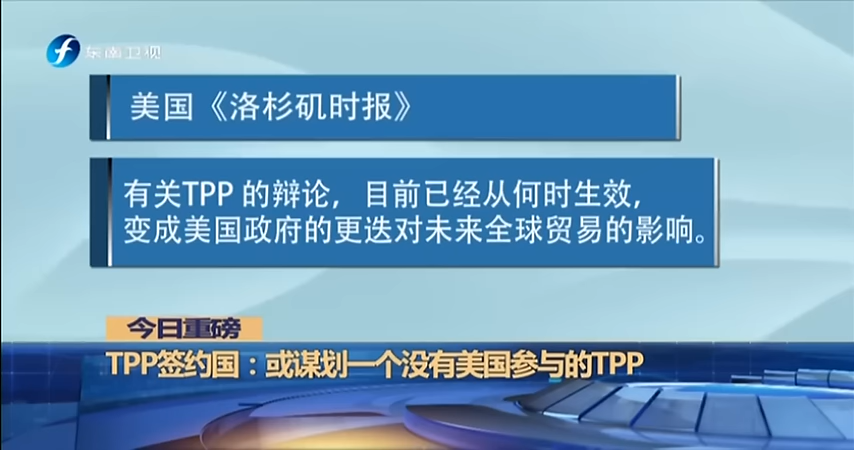 东南卫视
美国《洛杉矶时报》
有关TPP 的辩论，目前已经从何时生效，
变成美国政府的更迭对未来全球贸易的影响。
今日重磅
TPP签约国：或谋划一个没有美国参与的TPP